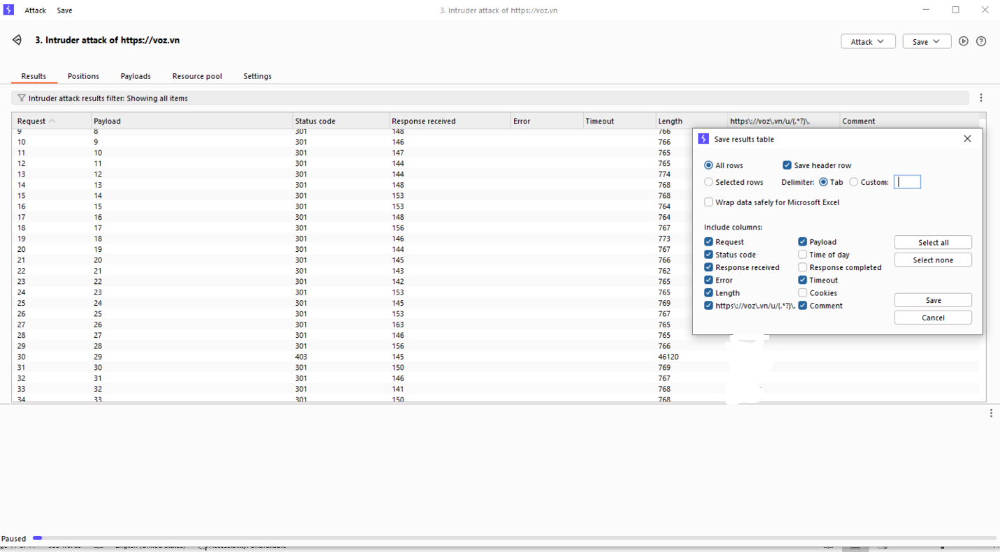 Attack Save 3. Intruder attack of https://voz.vn
3. Intruder attack of https://voz.vn Attack Save
Results Positions Payloads Resource pool Settings
Intruder attack results filter: Showing all items
Request Payload Status code Response received Error Timeout Length https\://voz\.vn/u/(.*?)\. Comment
9 8 301 148 766
10 9 301 146 766
11 10 301 147 765
12 11 301 144 765
13 12 301 144 774
14 13 301 148 768
15 14 301 153 768
16 15 301 153 764
17 16 301 148 764
18 17 301 156 767
19 18 301 146 773
20 19 301 144 767
21 20 301 145 766
22 21 301 143 762
23 22 301 142 765
24 23 301 153 765
25 24 301 145 769
26 25 301 153 767
27 26 301 163 765
28 27 301 146 765
29 28 301 156 766
30 29 403 145 46120
31 30 301 150 769
32 31 301 146 767
33 32 301 141 768
34 33 301 150 768
Save results table
All rows Save header row
Selected rows Delimiter: Tab Custom:
Wrap data safely for Microsoft Excel
Include columns:
Request Payload Select all
Status code Time of day
Select none
Response received Response completed
Error Timeout
Length Cookies
Save
https\://voz\.vn/u/(.*?)\. Comment
Cancel
Paused